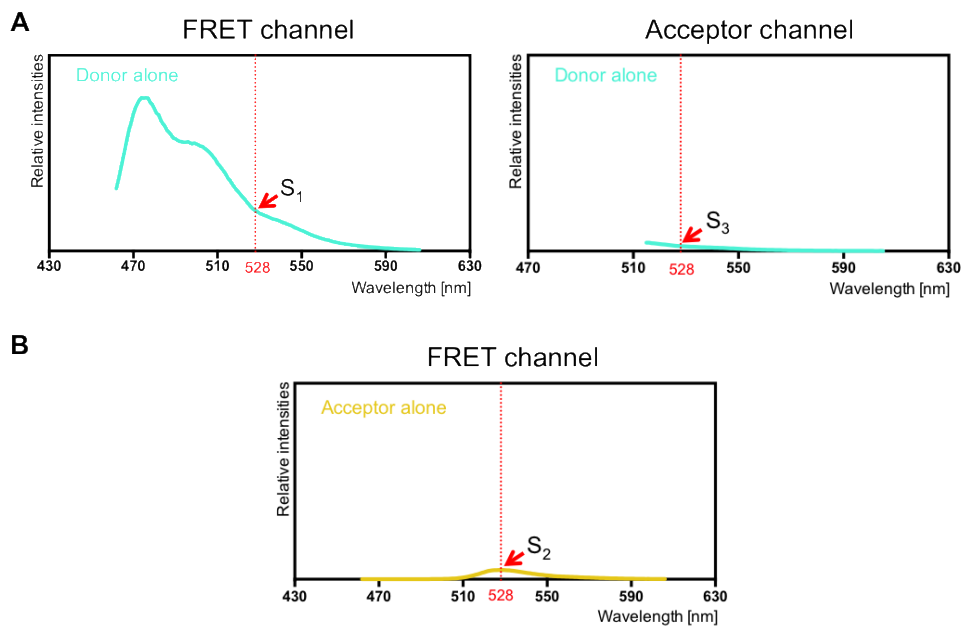 A
FRET channel
Acceptor channel
Relative intensities
Donor alone
S1
430 470 510 528 550 590 630
Wavelength [nm]
Relative intensities
Donor alone
S3
470 510 528 550 590 630
Wavelength [nm]
B
FRET channel
Relative intensities
Acceptor alone
S2
430 470 510 528 550 590 630
Wavelength [nm]